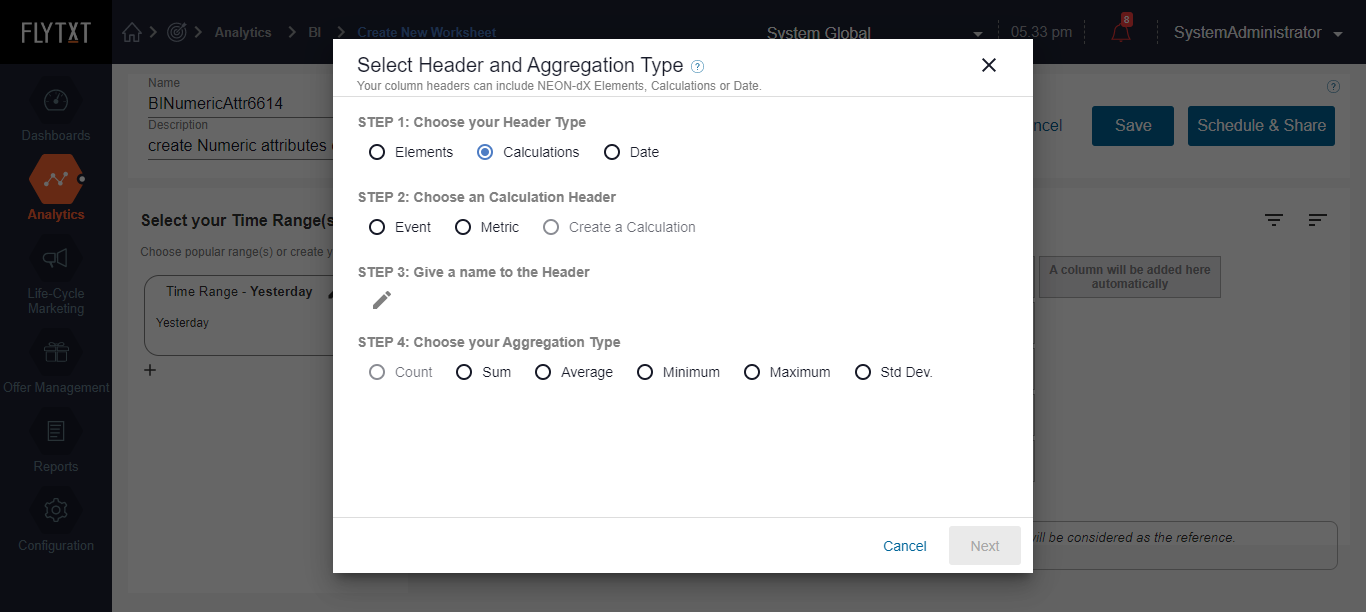 FLYTXT
Analytics
BI
Create New Worksheet
System Global
05.33 pm
8
SystemAdministrator
Dashboards
Analytics
Life-Cycle
Marketing
Offer Management
Reports
Configuration
Name
BINumericAttr6614
Description
create Numeric attributes
Save
Schedule & Share
Select your Time Range(s
Choose popular range(s) or create
Time Range - Yesterday
Yesterday
A column will be added here
automatically
will be considered as the reference.
Select Header and Aggregation Type ?
Your column headers can include NEON-dX Elements, Calculations or Date.
STEP 1: Choose your Header Type
Elements Calculations Date
STEP 2: Choose an Calculation Header
Event Metric Create a Calculation
STEP 3: Give a name to the Header
STEP 4: Choose your Aggregation Type
Count Sum Average Minimum Maximum Std Dev.
Cancel Next